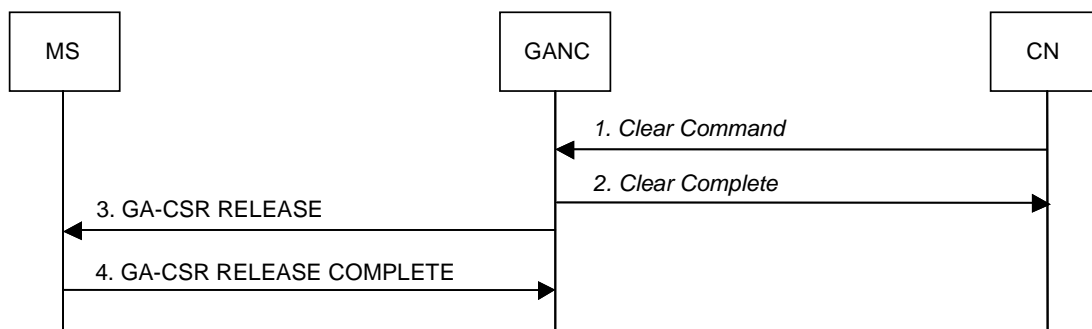 MS
GANC
CN
1. Clear Command
2. Clear Complete
3. GA-CSR RELEASE
4. GA-CSR RELEASE COMPLETE